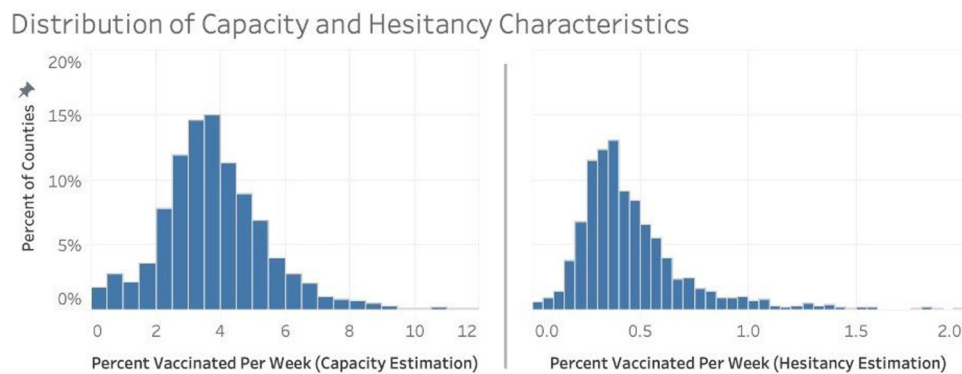 Distribution of Capacity and Hesitancy Characteristics
Percent of Counties
20%
15%
10%
5%
0%
0 2 4 6 8 10 12
Percent Vaccinated Per Week (Capacity Estimation)
0.0 0.5 1.0 1.5 2.0
Percent Vaccinated Per Week (Hesitancy Estimation)